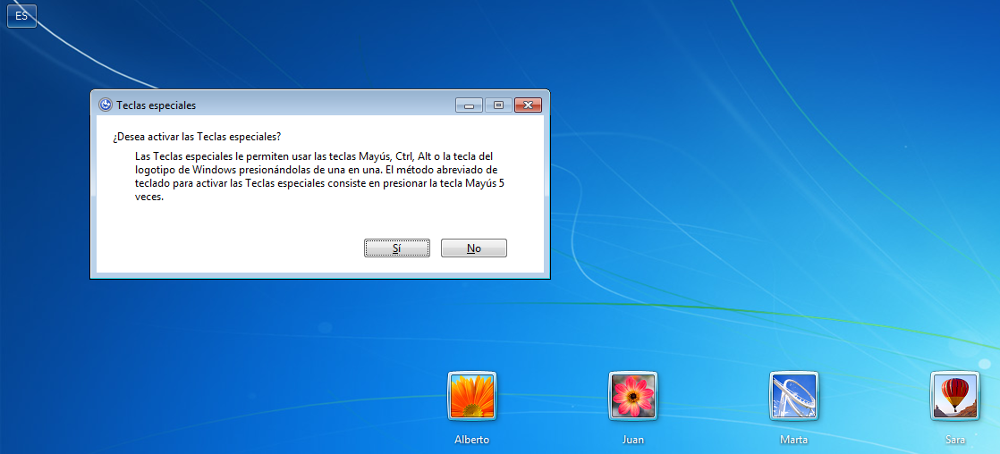 ES
Teclas especiales
¿Desea activar las Teclas especiales?
Las Teclas especiales le permiten usar las teclas Mayús, Ctrl, Alt o la tecla del
logotipo de Windows presionándolas de una en una. El método abreviado de
teclado para activar las Teclas especiales consiste en presionar la tecla Mayús 5
veces.
Sí No
Alberto Juan Marta Sara